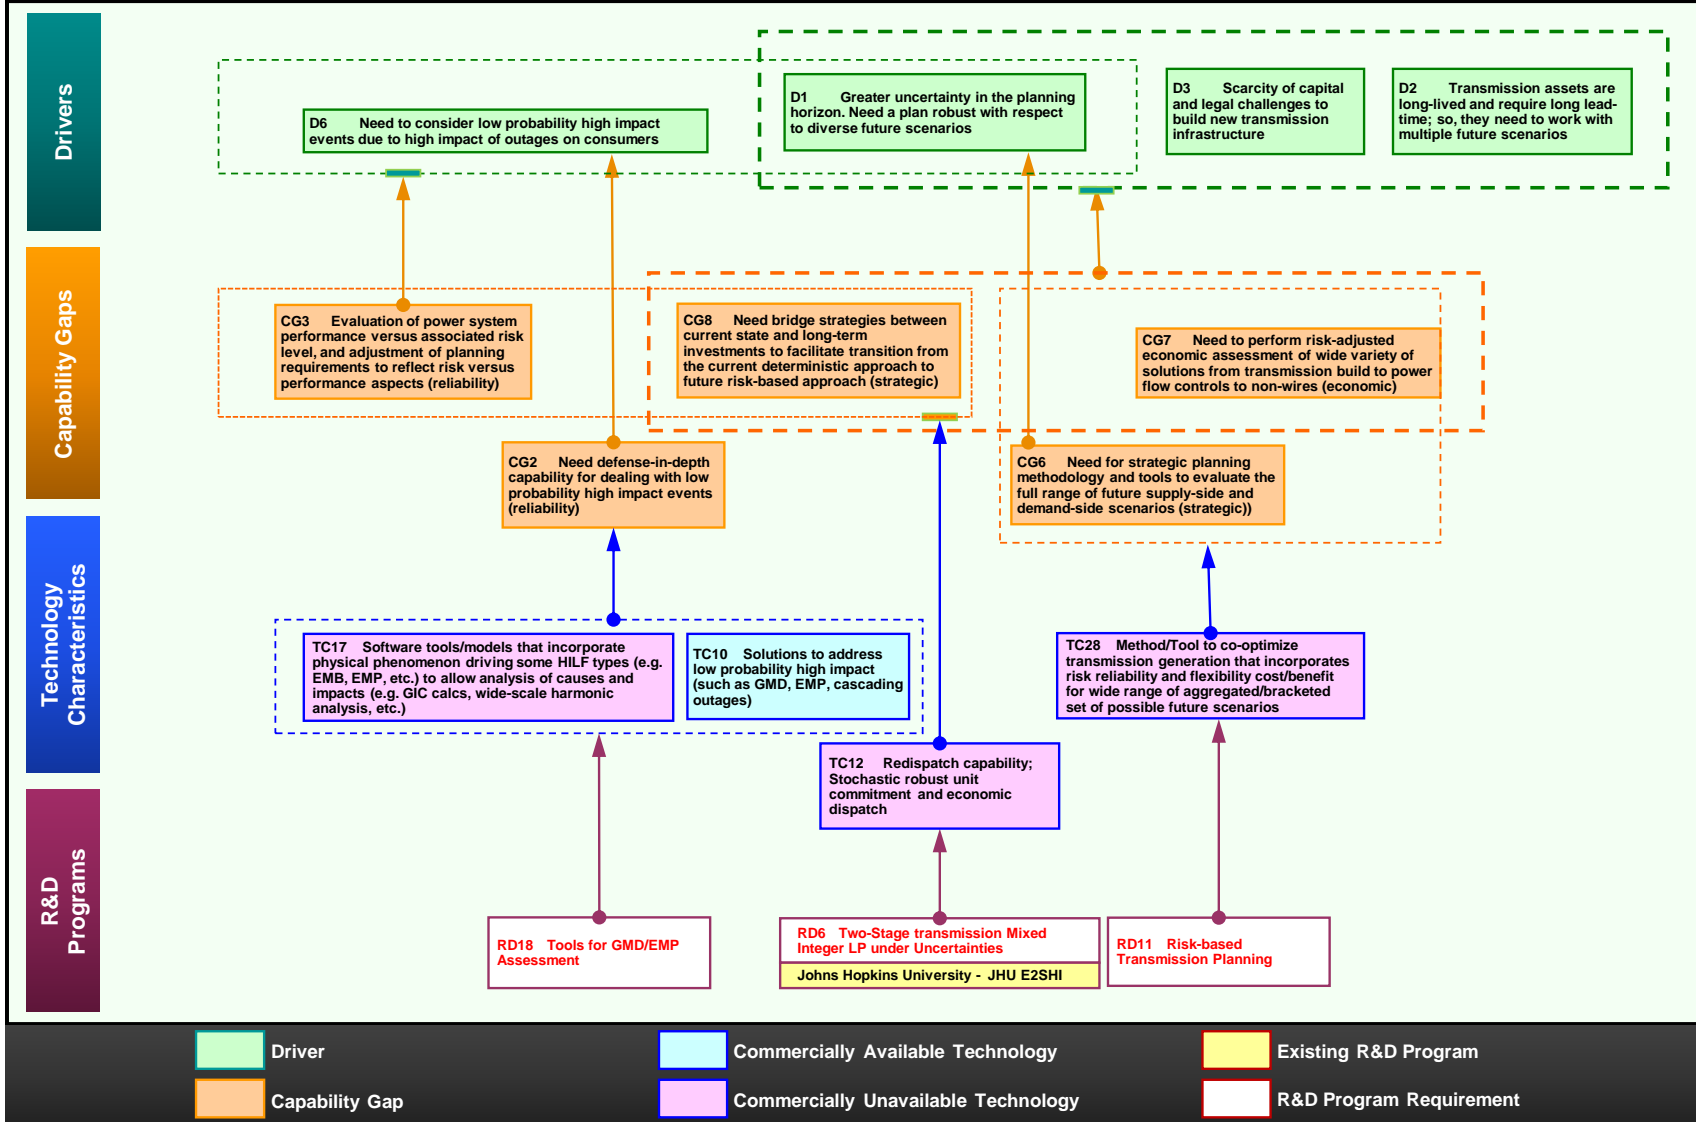 Drivers
D6 Need to consider low probability high impact
events due to high impact of outages on consumers
D1 Greater uncertainty in the planning
horizon. Need a plan robust with respect
to diverse future scenarios
D3 Scarcity of capital
and legal challenges to
build new transmission
infrastructure
D2 Transmission assets are
long-lived and require long lead-
time; so, they need to work with
multiple future scenarios
Capability Gaps
CG3 Evaluation of power system
performance versus associated risk
level, and adjustment of planning
requirements to reflect risk versus
performance aspects (reliability)
CG8 Need bridge strategies between
current state and long-term
investments to facilitate transition from
the current deterministic approach to
future risk-based approach (strategic)
CG7 Need to perform risk-adjusted
economic assessment of wide variety of
solutions from transmission build to power
flow controls to non-wires (economic)
CG2 Need defense-in-depth
capability for dealing with low
probability high impact events
(reliability)
CG6 Need for strategic planning
methodology and tools to evaluate the
full range of future supply-side and
demand-side scenarios (strategic))
Technology
Characteristics
TC17 Software tools/models that incorporate
physical phenomenon driving some HILF types (e.g.
EMB, EMP, etc.) to allow analysis of causes and
impacts (e.g. GIC calcs, wide-scale harmonic
analysis, etc.)
TC10 Solutions to address
low probability high impact
(such as GMD, EMP, cascading
outages)
TC28 Method/Tool to co-optimize
transmission generation that incorporates
risk reliability and flexibility cost/benefit
for wide range of aggregated/bracketed
set of possible future scenarios
TC12 Redispatch capability;
Stochastic robust unit
commitment and economic
dispatch
R&D
Programs
RD18 Tools for GMD/EMP
Assessment
RD6 Two-Stage transmission Mixed
Integer LP under Uncertainties
Johns Hopkins University - JHU E2SHI
RD11 Risk-based
Transmission Planning
Driver
Commercially Available Technology
Existing R&D Program
Capability Gap
Commercially Unavailable Technology
R&D Program Requirement